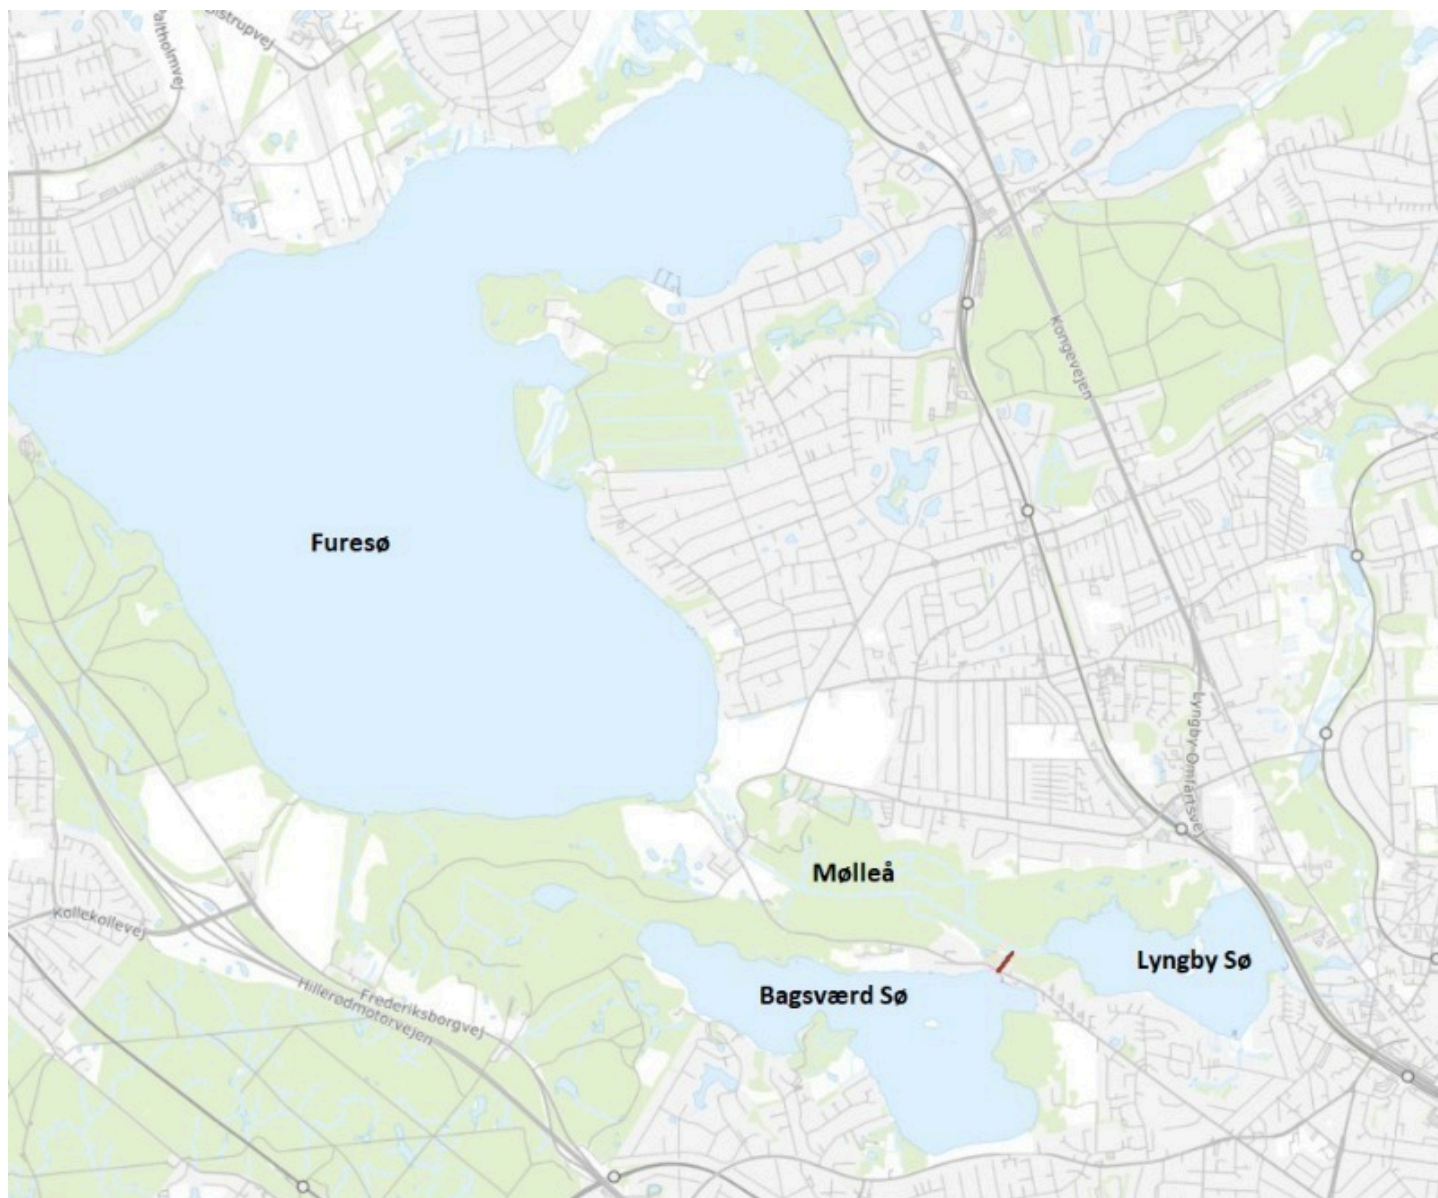 Kongevejen
Furesø
Lyngby Omfartsvej
Mølleå
Kollekollevej
Lyngby Sø
Frederiksborgvej
Hillerødmotorvejen
Bagsværd Sø